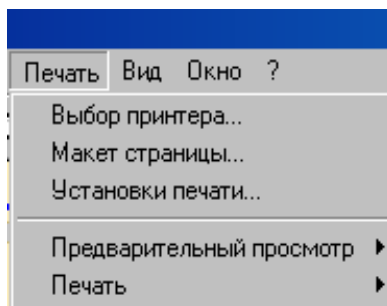 Печать Вид Окно ?
Выбор принтера...
Макет страницы...
Установки печати...
Предварительный просмотр
Печать